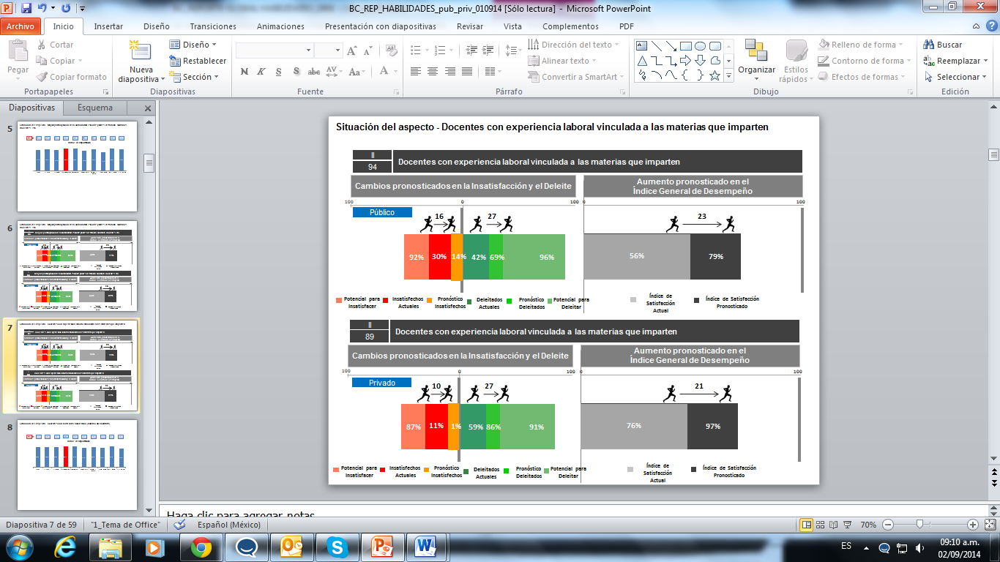 BC_REP_HABILIDADES_pub_priv_010914 [Solo lectura] - Microsoft PowerPoint
Archivo Inicio Insertar Diseño Transiciones Animaciones Presentación con diapositivas Revisar Vista Complementos PDF
Pegar
Cortar
Copiar
Copiar formato
Portapapeles
Nueva diapositiva
Diseño
Restablecer
Sección
Diapositivas
N K S S abc AV Aa A
Fuente
Dirección del texto
Alinear texto
Convertir a SmartArt
Párrafo
Organizar
Estilos rápidos
Relleno de forma
Contorno de forma
Efectos de formas
Dibujo
Buscar
Reemplazar
Seleccionar
Edición
Diapositivas Esquema
5
6
7
8
Situación del aspecto - Docentes con experiencia laboral vinculada a las materias que imparten
II
94
Docentes con experiencia laboral vinculada a las materias que imparten
Cambios pronosticados en la Insatisfacción y el Deleite
Aumento pronosticado en el
Índice General de Desempeño
100 0 100 0 100
Público
16 27 23
92% 30% 14% 42% 69% 96% 56% 79%
Potencial para Insatisfacer
Insatisfechos Actuales
Pronóstico Insatisfechos
Deleitados Actuales
Pronóstico Deleitados
Potencial para Deleitar
Índice de Satisfacción Actual
Índice de Satisfacción Pronosticado
II
89
Docentes con experiencia laboral vinculada a las materias que imparten
Cambios pronosticados en la Insatisfacción y el Deleite
Aumento pronosticado en el
Índice General de Desempeño
100 0 100 0 100
Privado
10 27 21
87% 11% 1% 59% 86% 91% 76% 97%
Potencial para Insatisfacer
Insatisfechos Actuales
Pronóstico Insatisfechos
Deleitados Actuales
Pronóstico Deleitados
Potencial para Deleitar
Índice de Satisfacción Actual
Índice de Satisfacción Pronosticado
Haga clic para agregar notas
Diapositiva 7 de 59 "1_Tema de Office" Español (México) 70%
ES 09:10 a.m.
02/09/2014